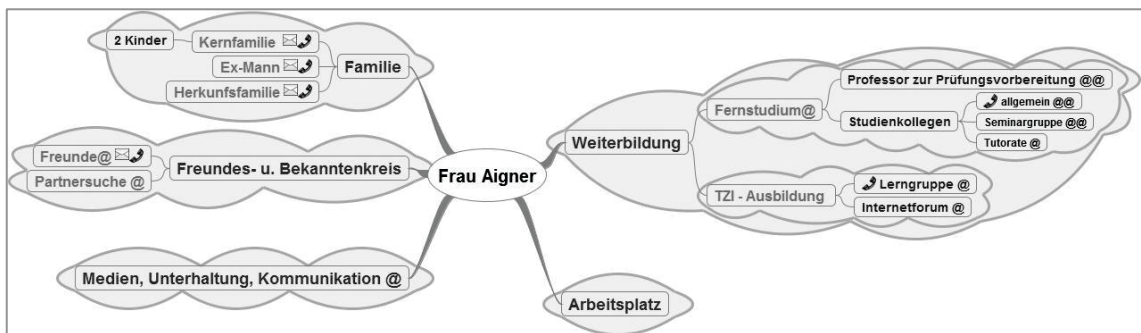 2 Kinder
Kernfamilie
Ex-Mann
Herkunfsfamilie
Familie
Freunde@
Partnersuche @
Freundes- u. Bekanntenkreis
Medien, Unterhaltung, Kommunikation @
Frau Aigner
Weiterbildung
Fernstudium@
Professor zur Prüfungsvorbereitung @@
Studienkollegen
allgemein @@
Seminargruppe @@
Tutorate @
TZI - Ausbildung
Lerngruppe @
Internetforum @
Arbeitsplatz